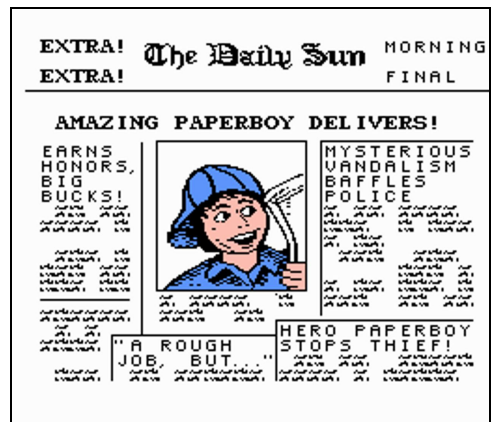 EXTRA!
EXTRA!
The Daily Sun
MORNING
FINAL
AMAZING PAPERBOY DELIVERS!
EARNS
HONORS,
BIG
BUCKS!
MYSTERIOUS
VANDALISM
BAFFLES
POLICE
"A ROUGH
JOB, BUT..."
HERO PAPERBOY
STOPS THIEF!